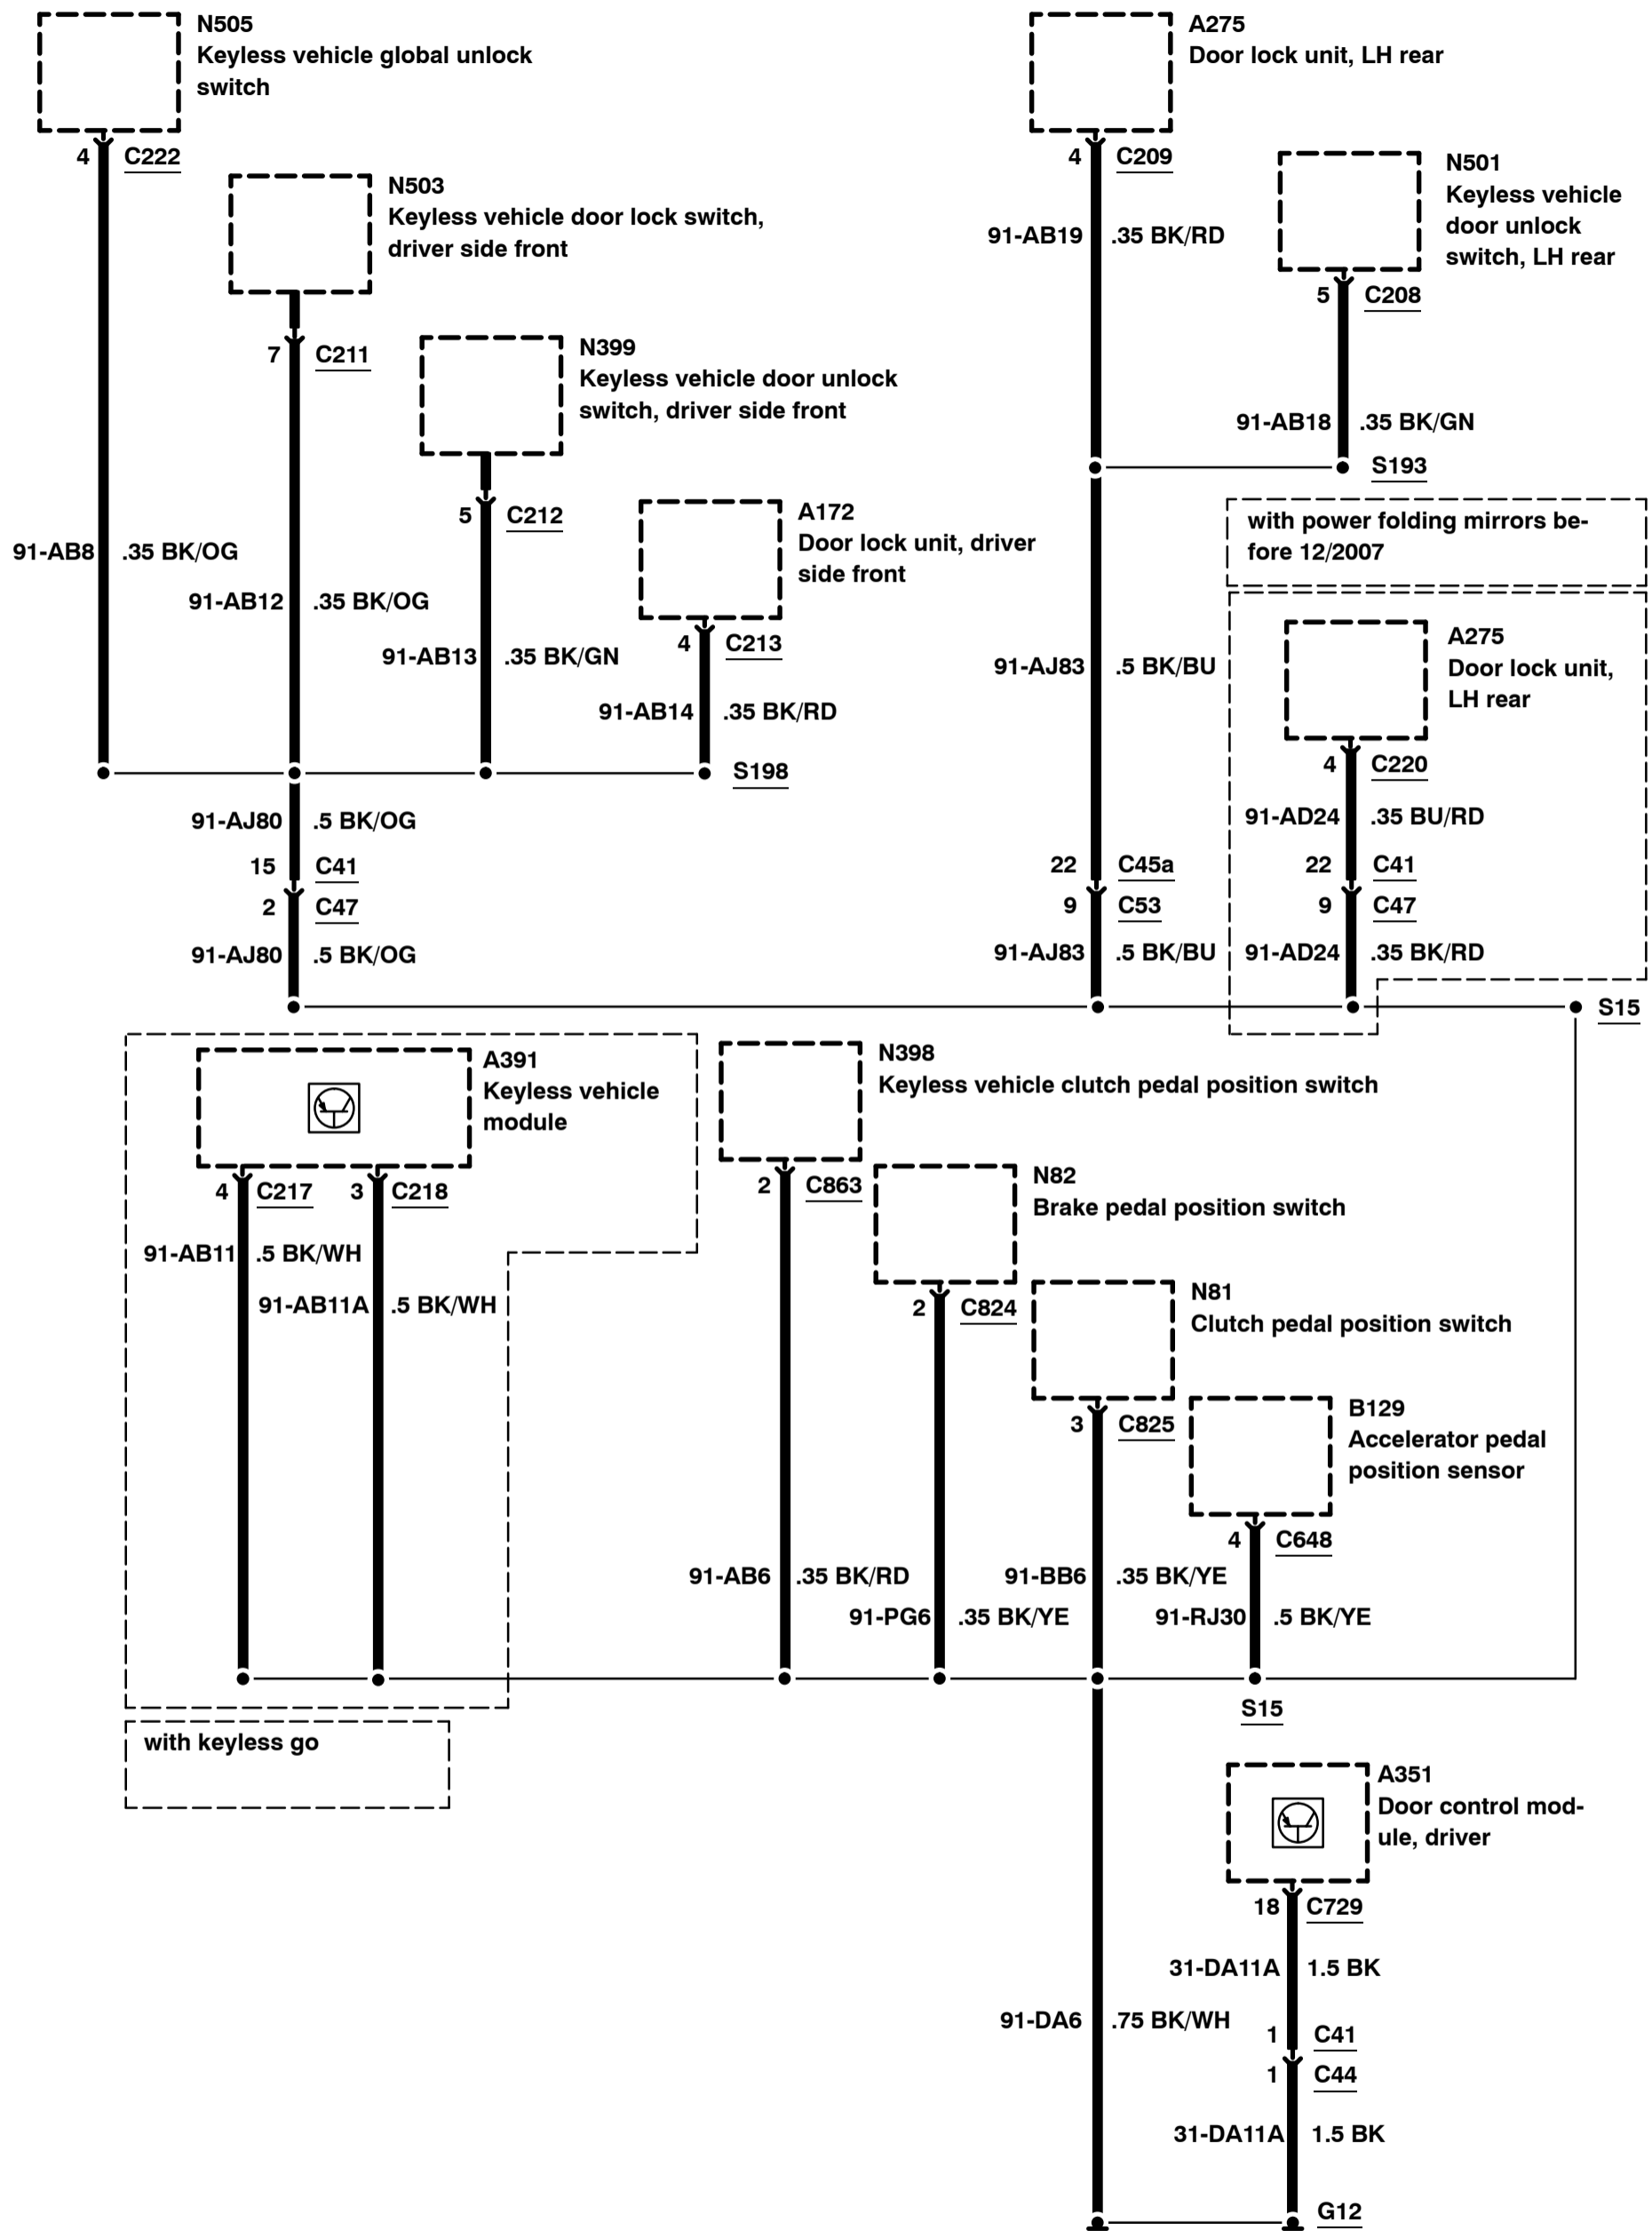 N505
Keyless vehicle global unlock
switch
4 C222
N503
Keyless vehicle door lock switch,
driver side front
7 C211
N399
Keyless vehicle door unlock
switch, driver side front
5 C212
A172
Door lock unit, driver
side front
4 C213
91-AB8 .35 BK/OG
91-AB12 .35 BK/OG
91-AB13 .35 BK/GN
91-AB14 .35 BK/RD
S198
91-AJ80 .5 BK/OG
15 C41
2 C47
91-AJ80 .5 BK/OG
A275
Door lock unit, LH rear
4 C209
91-AB19 .35 BK/RD
N501
Keyless vehicle
door unlock
switch, LH rear
5 C208
91-AB18 .35 BK/GN
S193
with power folding mirrors be-
fore 12/2007
91-AJ83 .5 BK/BU
22 C45a
9 C53
91-AJ83 .5 BK/BU
A275
Door lock unit,
LH rear
4 C220
91-AD24 .35 BU/RD
22 C41
9 C47
91-AD24 .35 BK/RD
S15
A391
Keyless vehicle
module
4 C217 3 C218
91-AB11 .5 BK/WH
91-AB11A .5 BK/WH
with keyless go
N398
Keyless vehicle clutch pedal position switch
2 C863
N82
Brake pedal position switch
2 C824
N81
Clutch pedal position switch
3 C825
B129
Accelerator pedal
position sensor
4 C648
91-AB6 .35 BK/RD
91-BB6 .35 BK/YE
91-PG6 .35 BK/YE
91-RJ30 .5 BK/YE
S15
A351
Door control mod-
ule, driver
18 C729
31-DA11A 1.5 BK
91-DA6 .75 BK/WH
1 C41
1 C44
31-DA11A 1.5 BK
G12